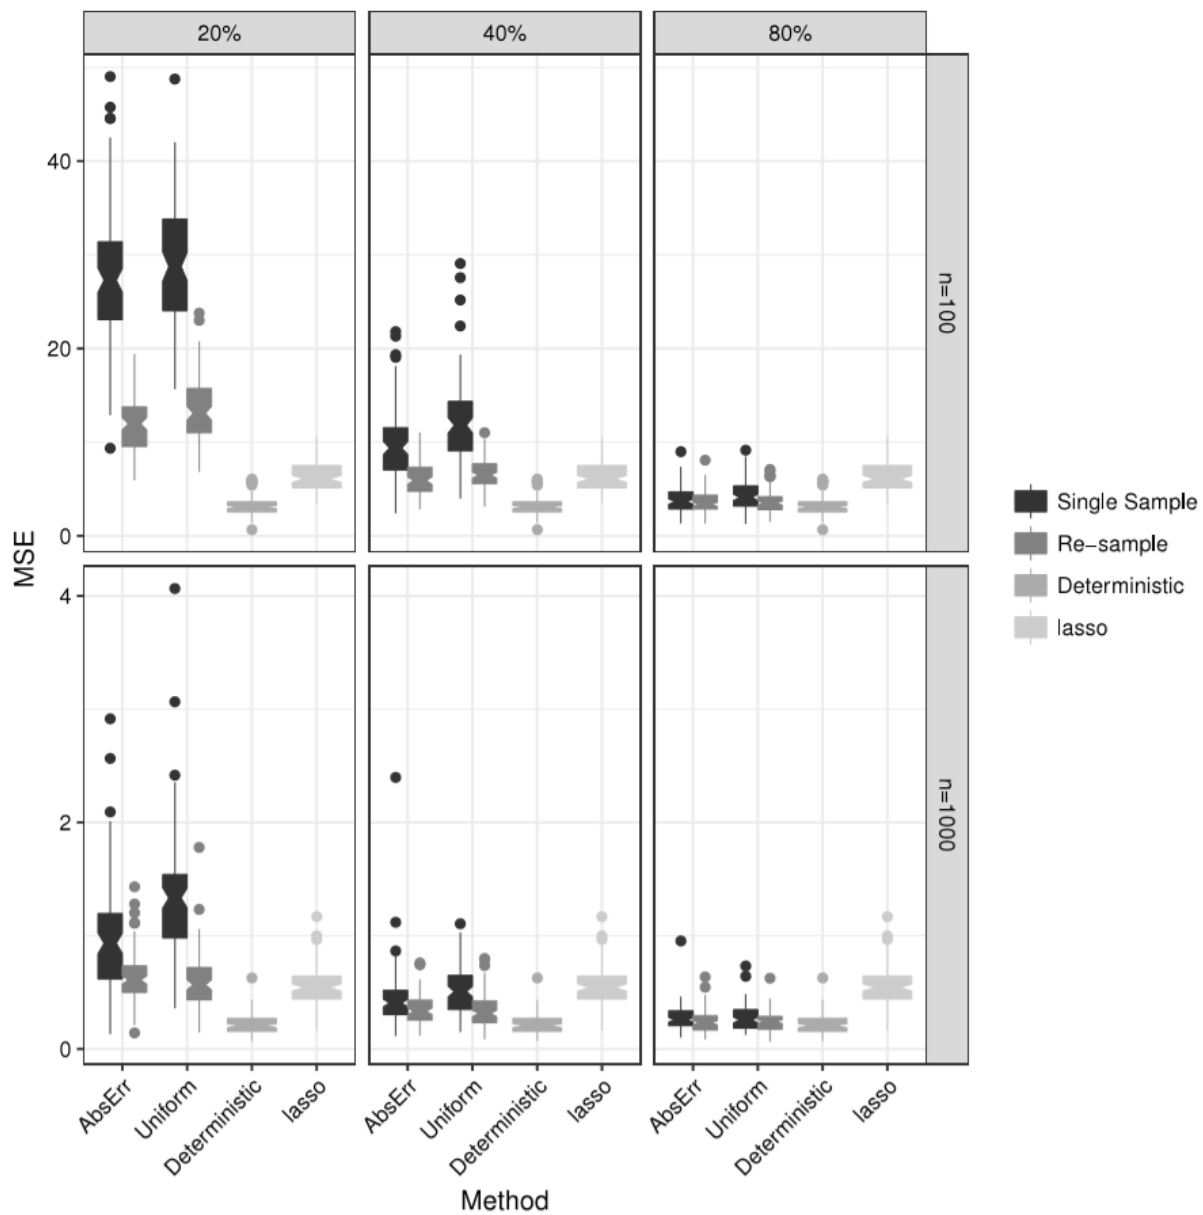 20%
40%
80%
MSE
40
20
0
n=100
4
2
0
n=1000
Single Sample
Re-sample
Deterministic
lasso
AbsErr
Uniform
Deterministic
lasso
AbsErr
Uniform
Deterministic
lasso
AbsErr
Uniform
Deterministic
lasso
Method